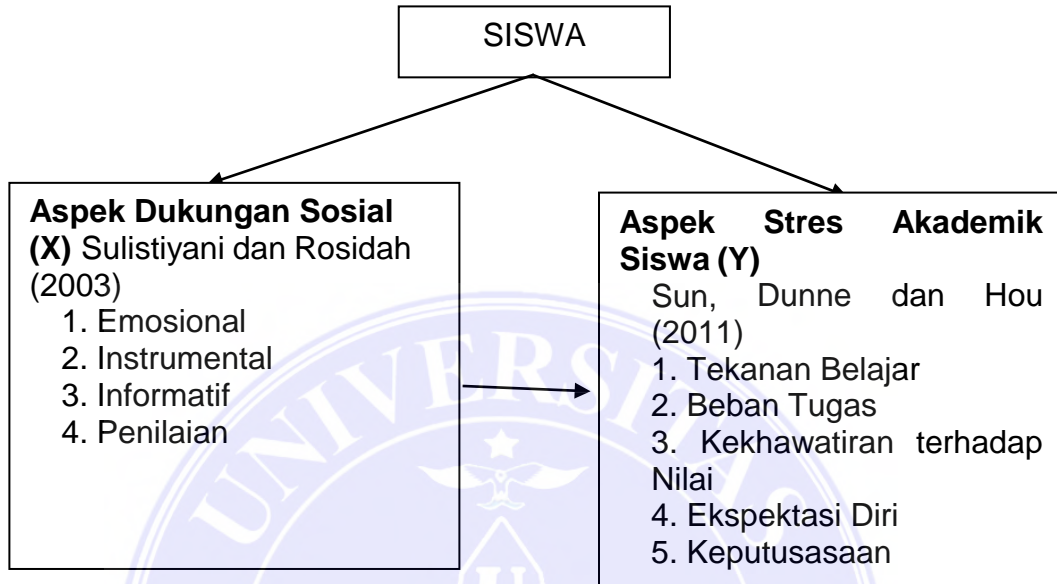 SISWA
Aspek Dukungan Sosial
(X) Sulistiyani dan Rosidah
(2003)
1. Emosional
2. Instrumental
3. Informatif
4. Penilaian
Aspek Stres Akademik
Siswa (Y)
Sun, Dunne dan Hou
(2011)
1. Tekanan Belajar
2. Beban Tugas
3. Kekhawatiran terhadap
Nilai
4. Ekspektasi Diri
5. Keputusasaan
UNIVERSITAS
U